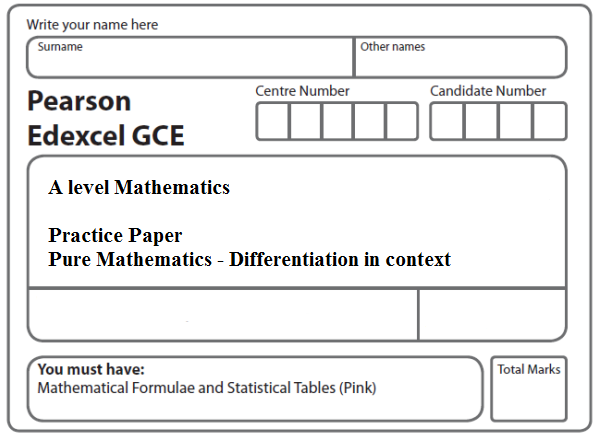 Write your name here
Surname
Other names
Pearson
Edexcel GCE
Centre Number
Candidate Number
A level Mathematics
Practice Paper
Pure Mathematics - Differentiation in context
You must have:
Mathematical Formulae and Statistical Tables (Pink)
Total Marks